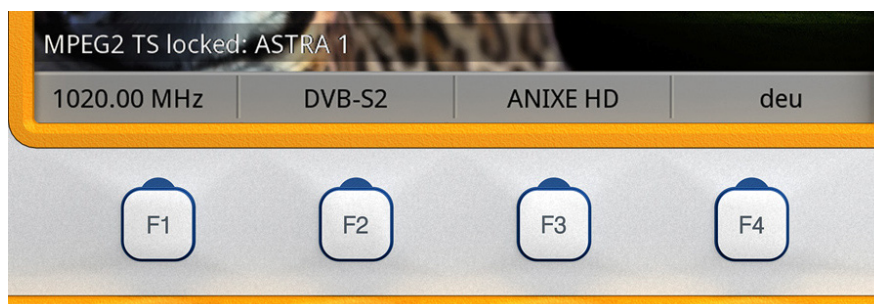 MPEG2 TS locked: ASTRA 1
1020.00 MHz DVB-S2 ANIXE HD deu
F1 F2 F3 F4